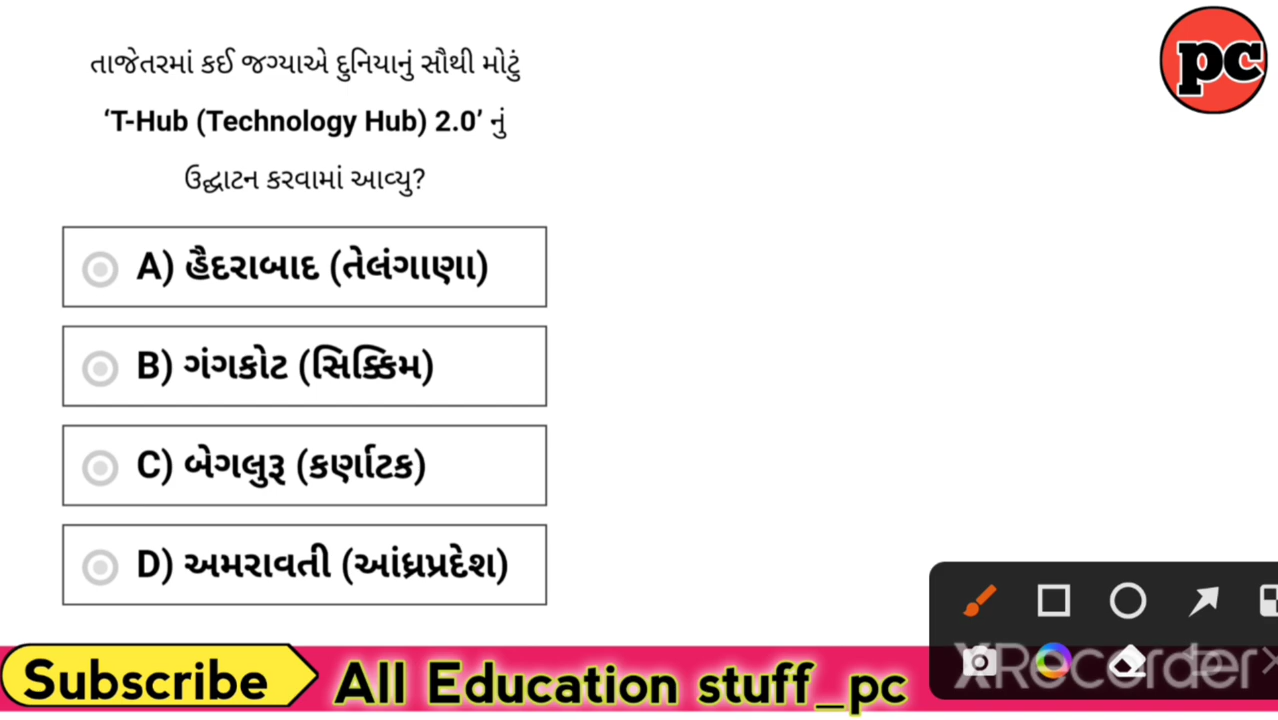 pc
તાજેતરમાં કઈ જગ્યાએ દુનિયાનું સૌથી મોટું
‘T-Hub (Technology Hub) 2.0’ નું
ઉદ્ઘાટન કરવામાં આવ્યુ?
A) હૈદરાબાદ (તેલંગાણા)
B) ગંગકોટ (સિક્કિમ)
C) બેગલુરૂ (કર્ણાટક)
D) અમરાવતી (આંધ્રપ્રદેશ)
XRecorder
Subscribe All Education stuff_pc